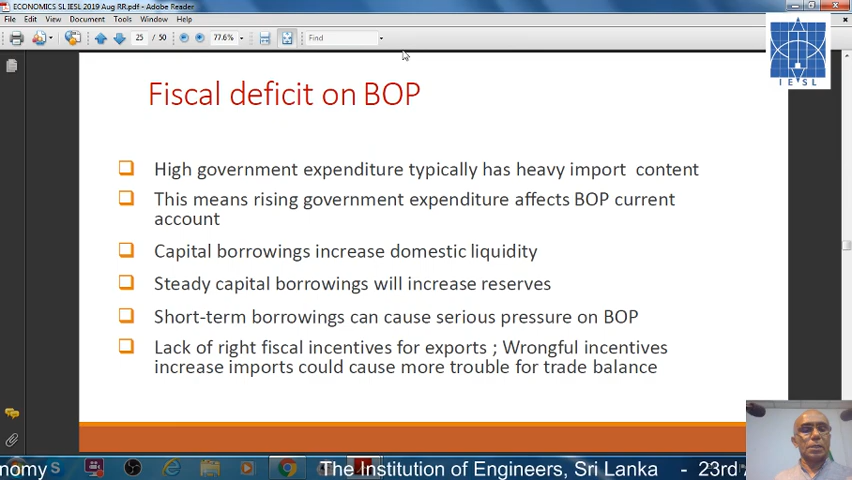 ECONOMICS SL IESL 2019 Aug RR.pdf - Adobe Reader
File Edit View Document Tools Window Help
25 / 50 77.6% Find
IESL
Fiscal deficit on BOP
High government expenditure typically has heavy import content
This means rising government expenditure affects BOP current
account
Capital borrowings increase domestic liquidity
Steady capital borrowings will increase reserves
Short-term borrowings can cause serious pressure on BOP
Lack of right fiscal incentives for exports ; Wrongful incentives
increase imports could cause more trouble for trade balance
onomy The Institution of Engineers, Sri Lanka - 23rd A